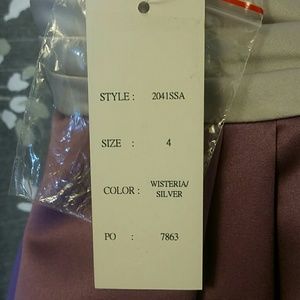 STYLE : 2041SSA
SIZE : 4
COLOR : WISTERIA/
SILVER
PO : 7863